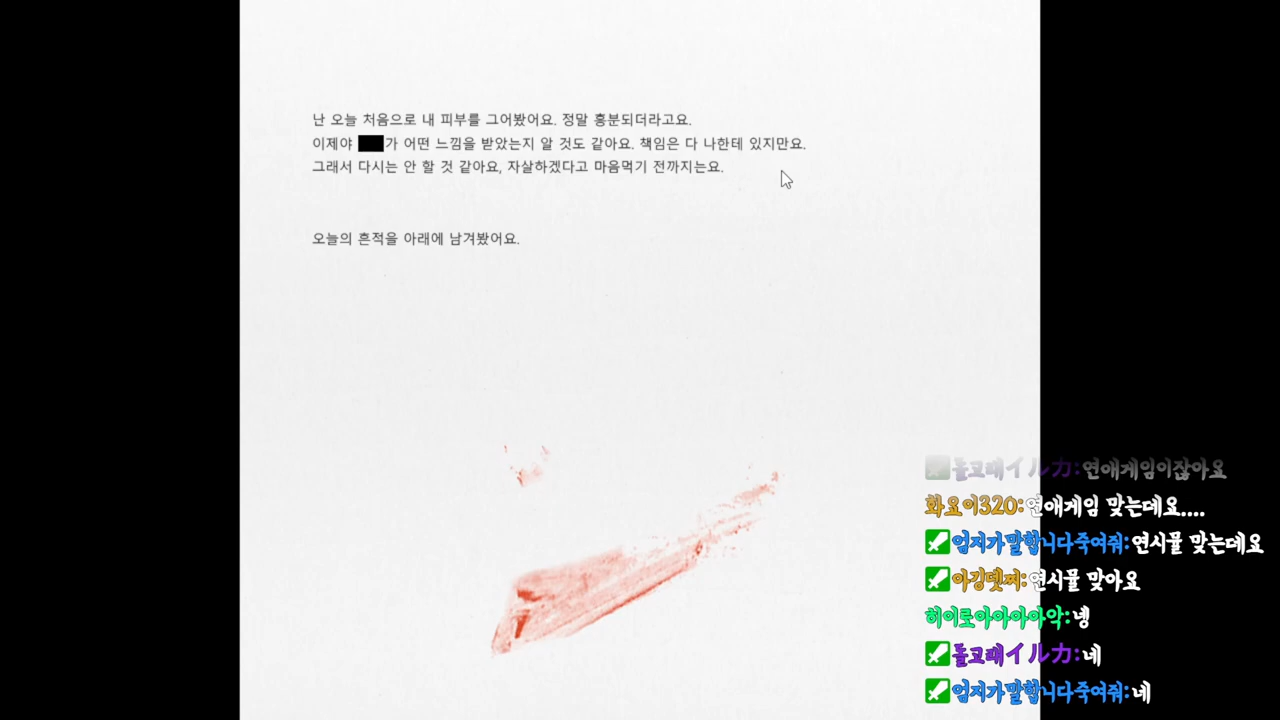 난 오늘 처음으로 내 피부를 그어봤어요. 정말 흥분되더라고요.
이제야 가 어떤 느낌을 받았는지 알 것도 같아요. 책임은 다 나한테 있지만요.
그래서 다시는 안 할 것 같아요, 자살하겠다고 마음먹기 전까지는요.
오늘의 흔적을 아래에 남겨봤어요.
돌고래イルカ:연애게임이잖아요
화요이320:연애게임 맞는데요....
엄지가말합니다죽여줘:연시물 맞는데요
아깅뎃찌:연시물 맞아요
히이로아아아아악:넹
돌고래イルカ:네
엄지가말합니다죽여줘:네